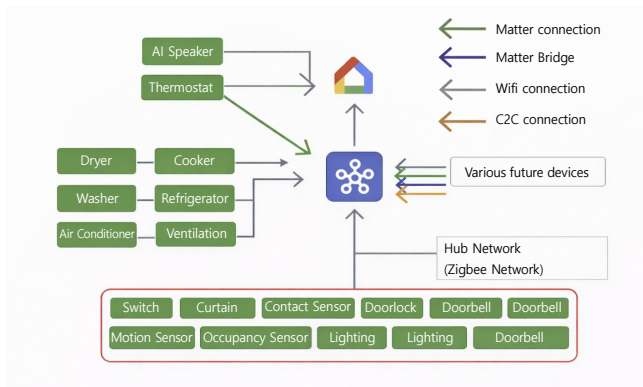 AI Speaker
Thermostat
Matter connection
Matter Bridge
Wifi connection
C2C connection
Dryer
Cooker
Washer
Refrigerator
Air Conditioner
Ventilation
Various future devices
Hub Network
(Zigbee Network)
Switch
Curtain
Contact Sensor
Doorlock
Doorbell
Doorbell
Motion Sensor
Occupancy Sensor
Lighting
Lighting
Doorbell